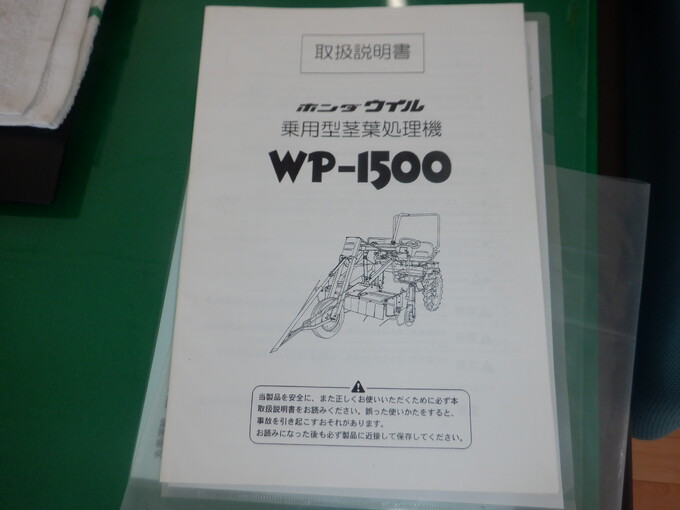 取扱説明書
ホンダウイル
乗用型茎葉処理機
WP-1500
当製品を安全に、また正しくお使いいただくために必ず本
取扱説明書をお読みください。誤った使いかたをすると、
事故を引き起こすおそれがあります。
お読みになった後も必ず製品に近接して保存してください。